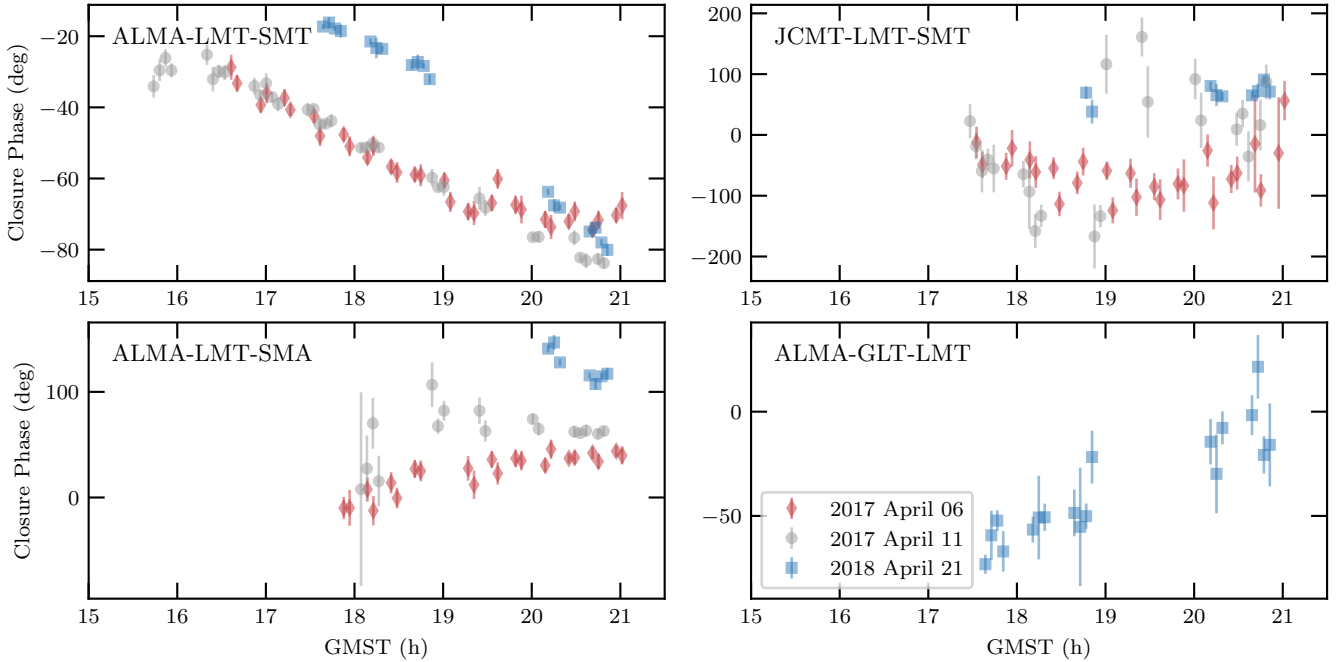 ALMA-LMT-SMT
Closure Phase (deg)
−20
−40
−60
−80
15 16 17 18 19 20 21
JCMT-LMT-SMT
100
0
−100
−200
15 16 17 18 19 20 21
ALMA-LMT-SMA
Closure Phase (deg)
100
0
15 16 17 18 19 20 21
GMST (h)
ALMA-GLT-LMT
0
−50
2017 April 06
2017 April 11
2018 April 21
15 16 17 18 19 20 21
GMST (h)